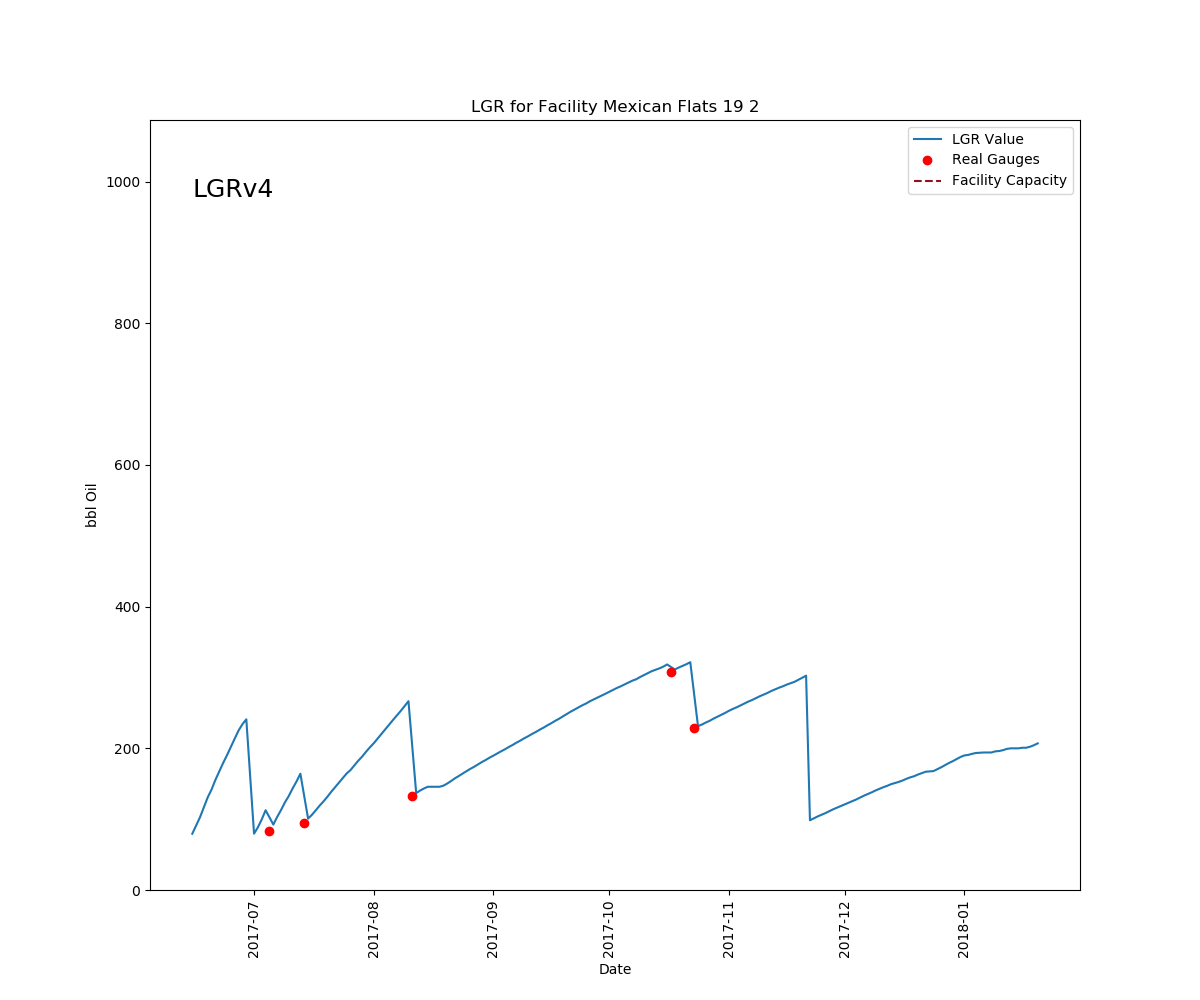 LGR for Facility Mexican Flats 19 2
LGRv4
LGR Value
Real Gauges
Facility Capacity
1000
800
600
400
200
0
bbl Oil
2017-07
2017-08
2017-09
2017-10
2017-11
2017-12
2018-01
Date